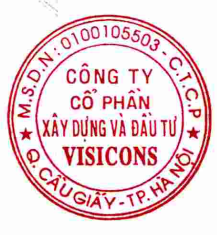 M.S.D.N: 0100105503 - C.T.C.P
CÔNG TY
CỔ PHẦN
XÂY DỰNG VÀ ĐẦU TƯ
VISICONS
Q. CẦU GIẤY - TP. HÀ NỘI